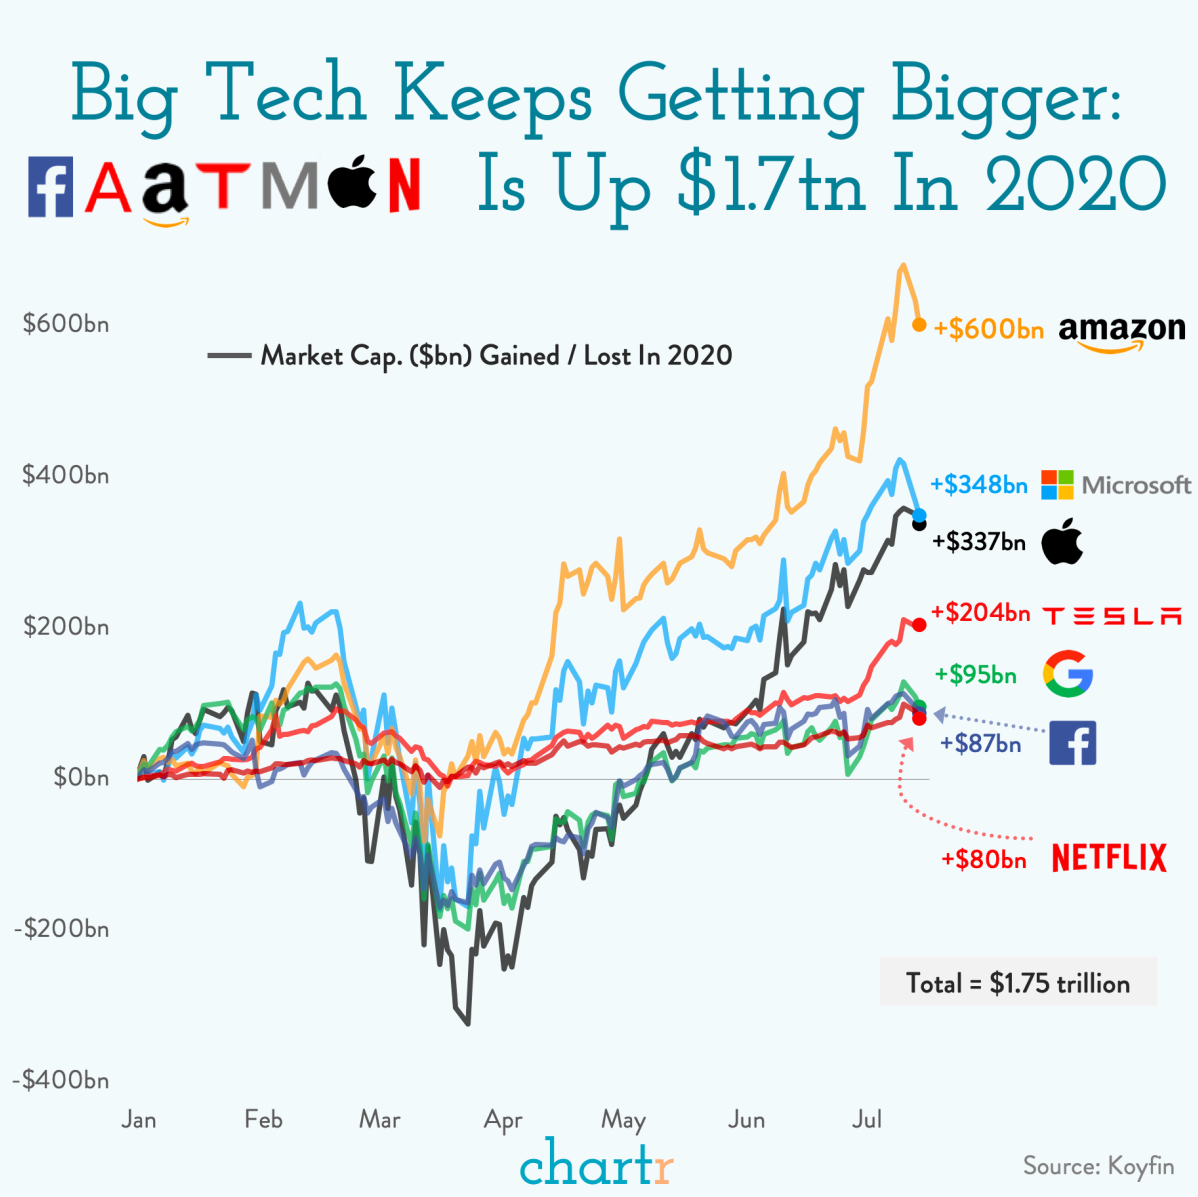 Big Tech Keeps Getting Bigger:
f A a T M N Is Up $1.7tn In 2020
$600bn
$400bn
$200bn
$0bn
-$200bn
-$400bn
Market Cap. ($bn) Gained / Lost In 2020
+$600bn amazon
+$348bn Microsoft
+$337bn
+$204bn TESLA
+$95bn G
+$87bn f
+$80bn NETFLIX
Total = $1.75 trillion
Jan Feb Mar Apr May Jun Jul
chartr
Source: Koyfin